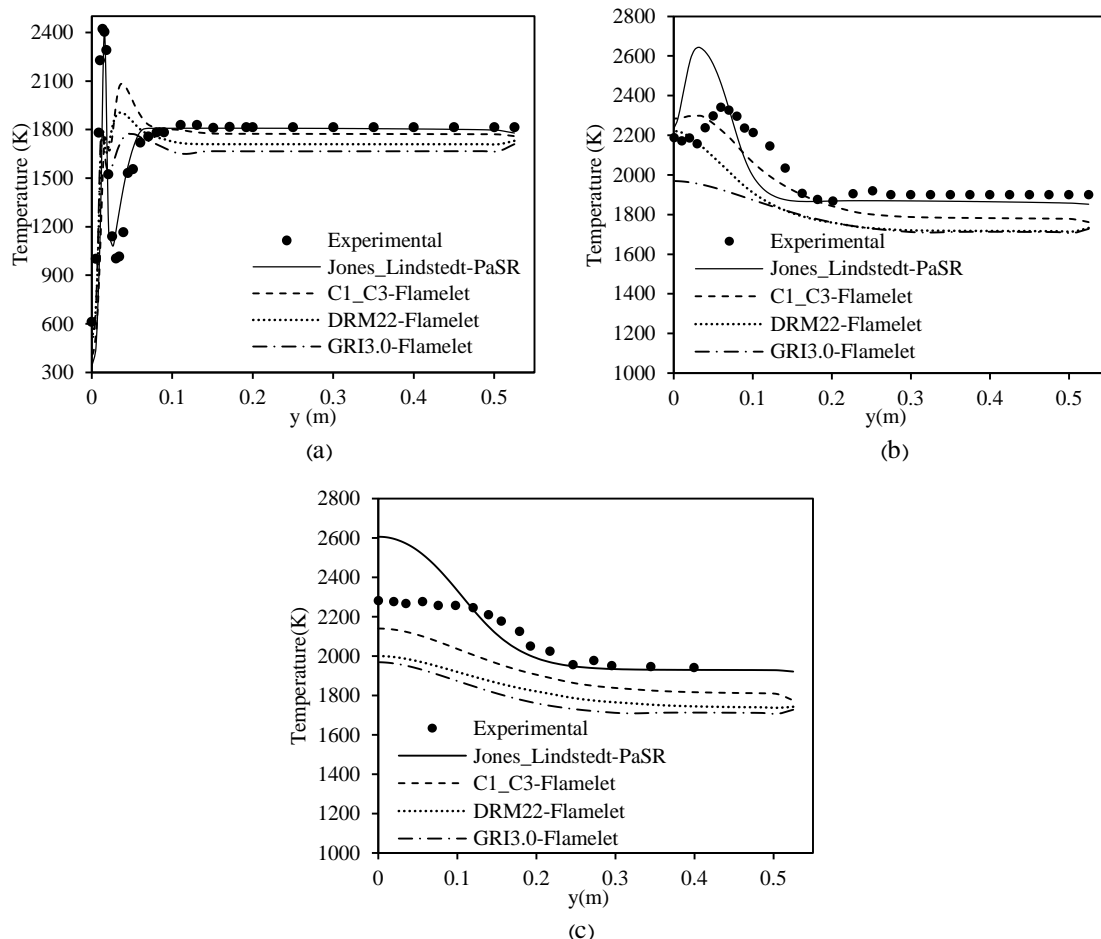 2400
2100
1800
1500
1200
900
600
300
Temperature (K)
Experimental
Jones_Lindstedt-PaSR
C1_C3-Flamelet
DRM22-Flamelet
GRI3.0-Flamelet
0 0.1 0.2 0.3 0.4 0.5
y (m)
(a)
2800
2600
2400
2200
2000
1800
1600
1400
1200
1000
Temperature (K)
Experimental
Jones_Lindstedt-PaSR
C1_C3-Flamelet
DRM22-Flamelet
GRI3.0-Flamelet
0 0.1 0.2 0.3 0.4 0.5
y(m)
(b)
2800
2600
2400
2200
2000
1800
1600
1400
1200
1000
Temperature(K)
Experimental
Jones_Lindstedt-PaSR
C1_C3-Flamelet
DRM22-Flamelet
GRI3.0-Flamelet
0 0.1 0.2 0.3 0.4 0.5
y(m)
(c)